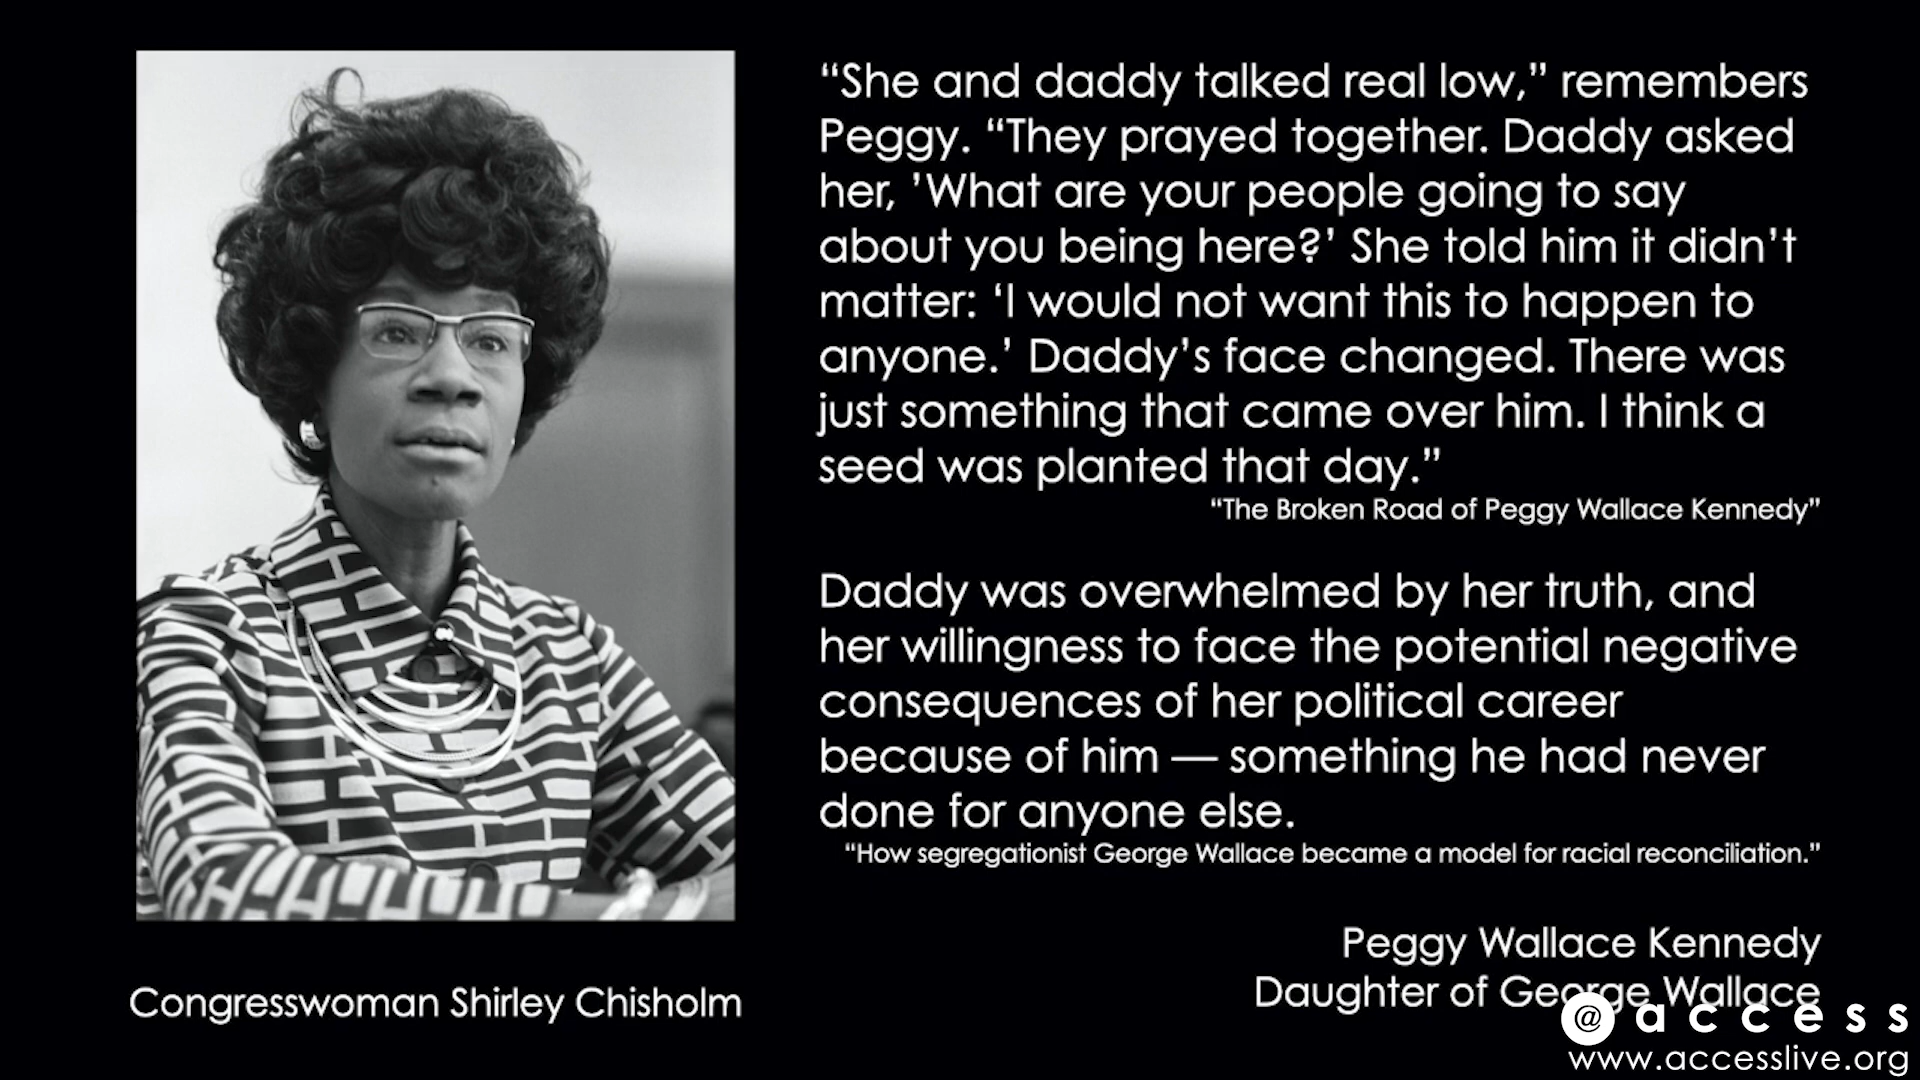 “She and daddy talked real low,” remembers
Peggy. “They prayed together. Daddy asked
her, ’What are your people going to say
about you being here?’ She told him it didn’t
matter: ‘I would not want this to happen to
anyone.’ Daddy’s face changed. There was
just something that came over him. I think a
seed was planted that day.”
“The Broken Road of Peggy Wallace Kennedy”
Daddy was overwhelmed by her truth, and
her willingness to face the potential negative
consequences of her political career
because of him — something he had never
done for anyone else.
“How segregationist George Wallace became a model for racial reconciliation.”
Peggy Wallace Kennedy
Daughter of George Wallace
Congresswoman Shirley Chisholm
@ access
www.accesslive.org